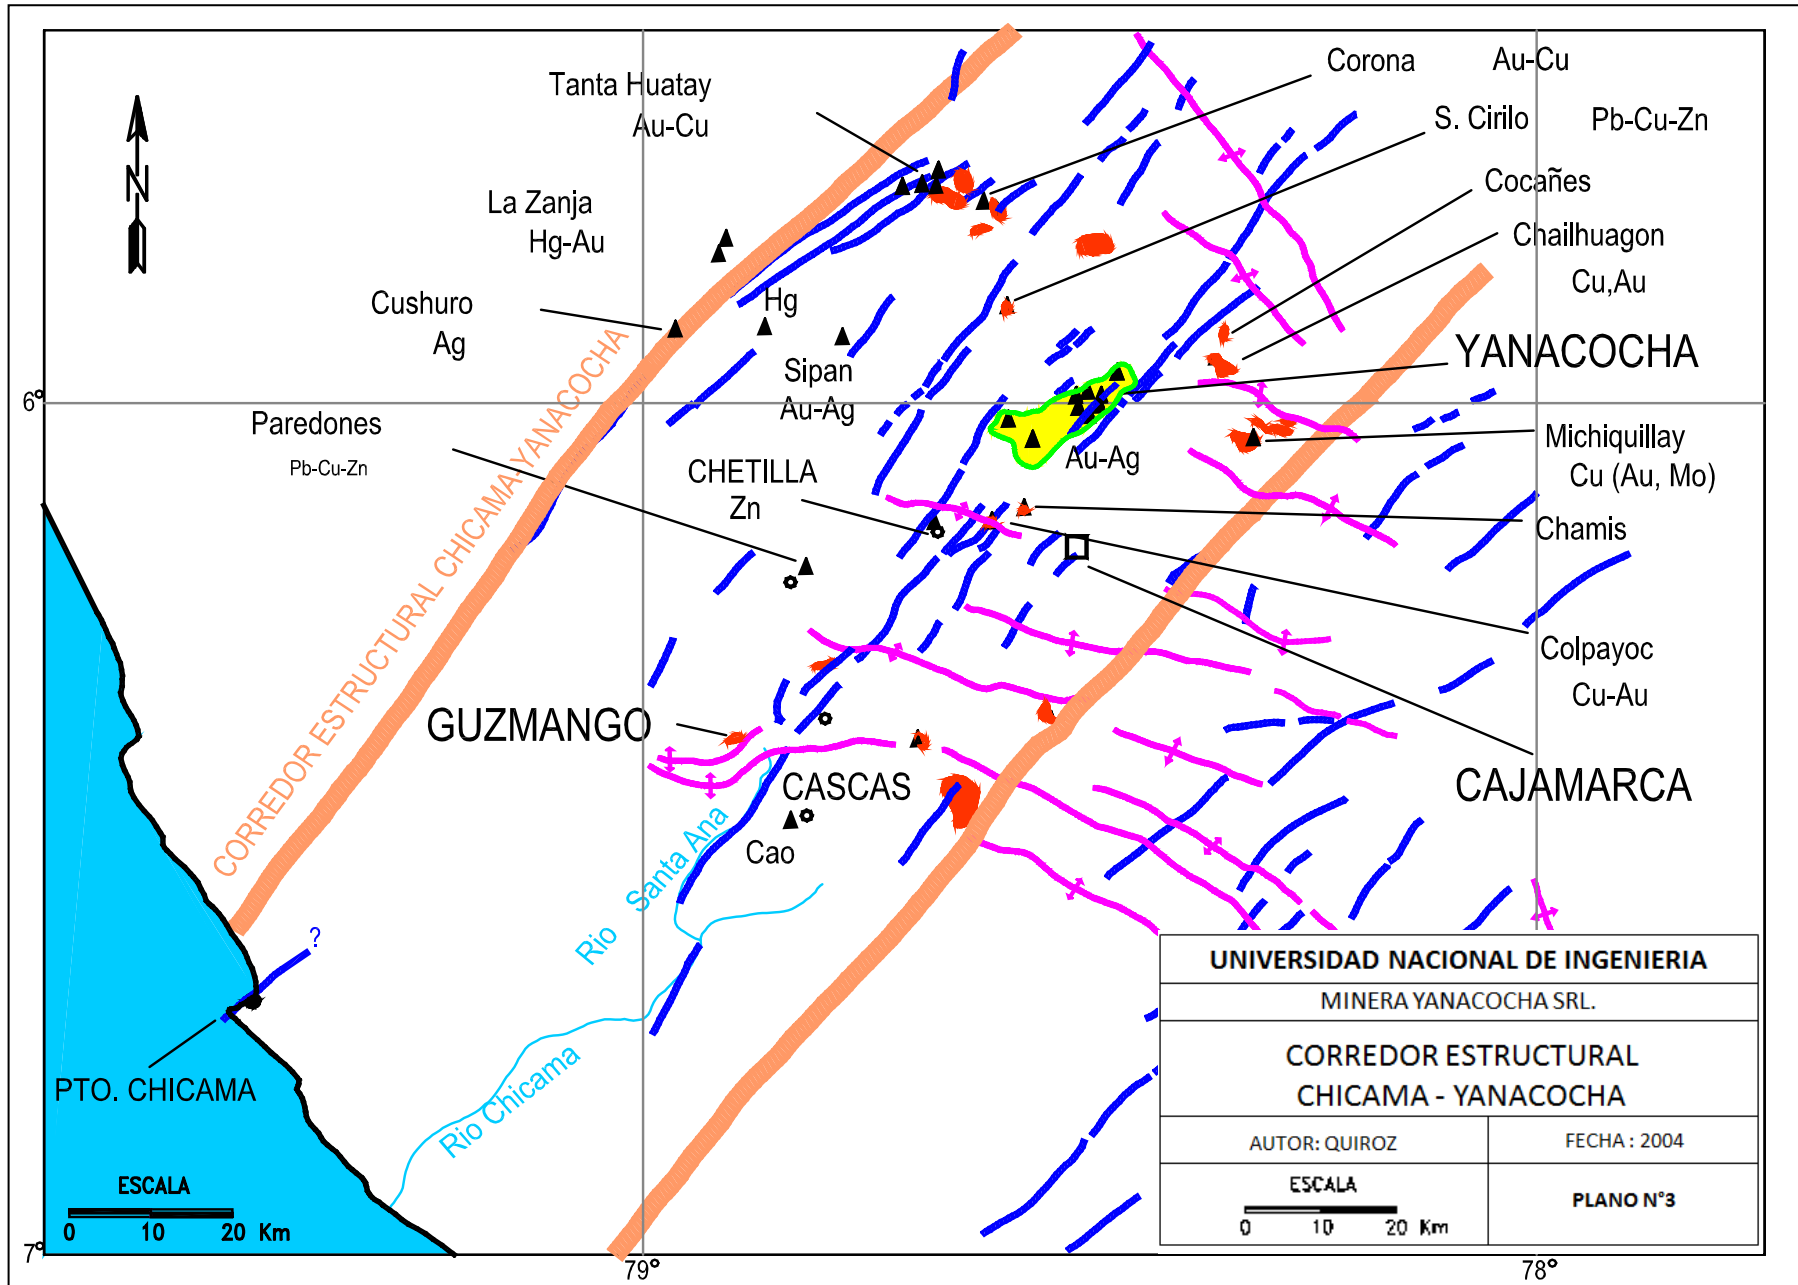 Corona
Au-Cu
Tanta Huatay
Au-Cu
S. Cirilo
Pb-Cu-Zn
N
Cocañes
La Zanja
Hg-Au
Chailhuagon
Cu,Au
Hg
Cushuro
Ag
YANACOCHA
Sipan
Au-Ag
6°
Paredones
Pb-Cu-Zn
CORREDOR ESTRUCTURAL CHICAMA-YANACOCHA
Michiquillay
Cu (Au, Mo)
Au-Ag
CHETILLA
Zn
Chamis
Colpayoc
Cu-Au
GUZMANGO
CASCAS
CAJAMARCA
Cao
Rio Santa Ana
?
PTO. CHICAMA
Rio Chicama
ESCALA
0 10 20 Km
7°
79°
78°
UNIVERSIDAD NACIONAL DE INGENIERIA
MINERA YANACOCHA SRL.
CORREDOR ESTRUCTURAL
CHICAMA - YANACOCHA
AUTOR: QUIROZ
FECHA : 2004
ESCALA
0 10 20 Km
PLANO N°3